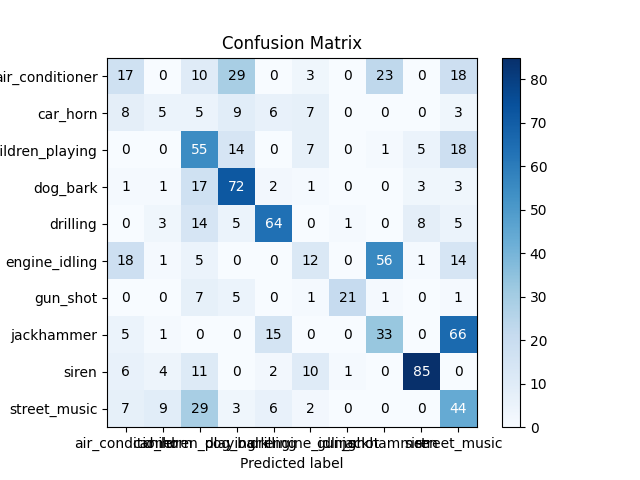 Confusion Matrix
air_conditioner 17 0 10 29 0 3 0 23 0 18
car_horn 8 5 5 9 6 7 0 0 0 3
ildren_playing 0 0 55 14 0 7 0 1 5 18
dog_bark 1 1 17 72 2 1 0 0 3 3
drilling 0 3 14 5 64 0 1 0 8 5
engine_idling 18 1 5 0 0 12 0 56 1 14
gun_shot 0 0 7 5 0 1 21 1 0 1
jackhammer 5 1 0 0 15 0 0 33 0 66
siren 6 4 11 0 2 10 1 0 85 0
street_music 7 9 29 3 6 2 0 0 0 44
street_music
Predicted label
80
70
60
50
40
30
20
10
0